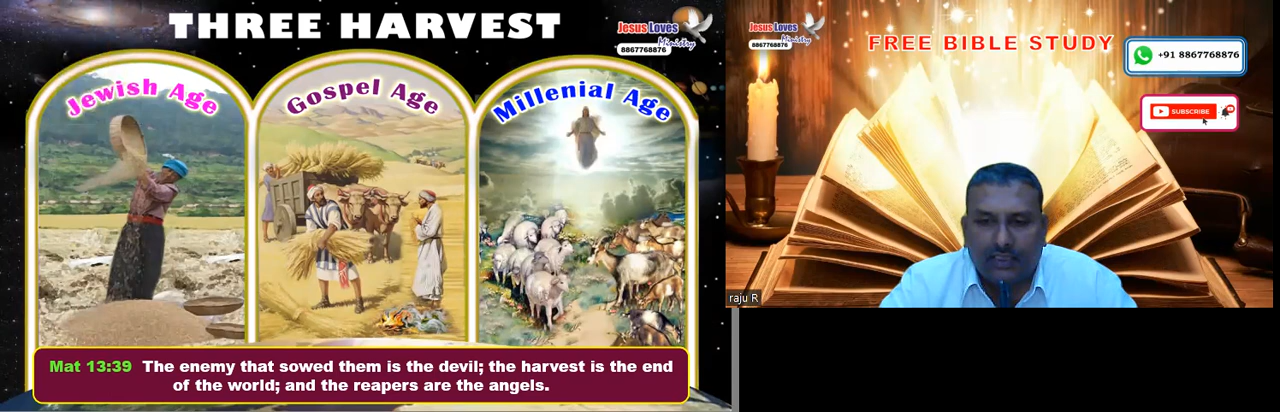 THREE HARVEST
Jesus Loves
Ministry
8867768876
Jewish Age
Gospel Age
Millenial Age
Mat 13:39 The enemy that sowed them is the devil; the harvest is the end
of the world; and the reapers are the angels.
Jesus Loves
Ministry
8867768876
FREE BIBLE STUDY
+91 8867768876
SUBSCRIBE
raju R